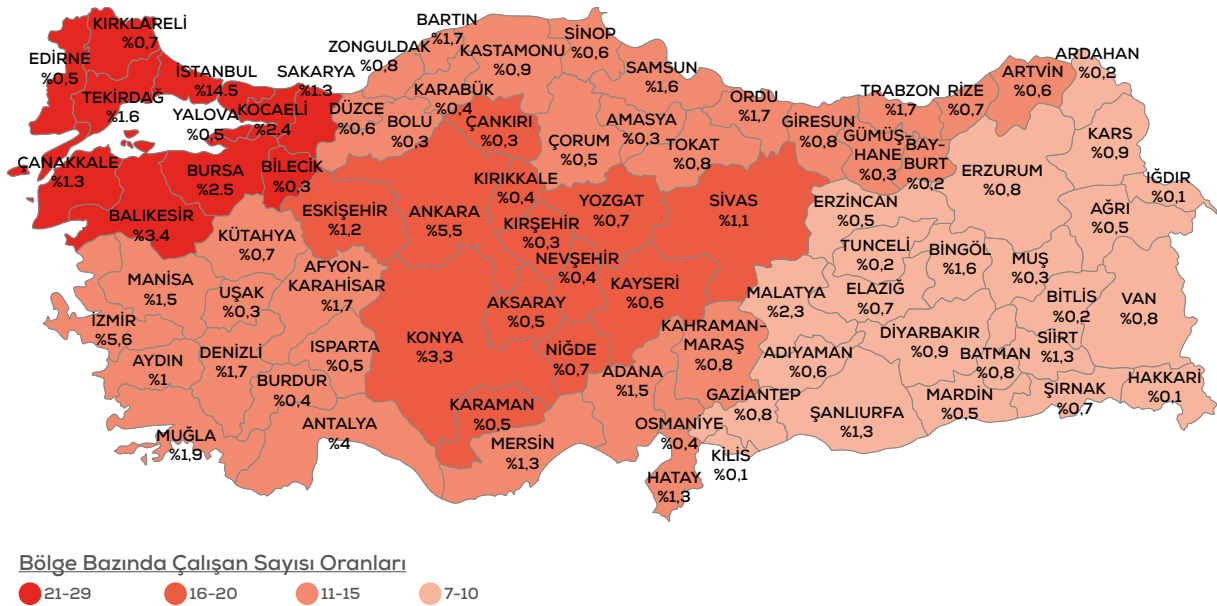 KIRKLARELİ
%0,7
EDİRNE
%0,5
TEKİRDAĞ
%1.6
İSTANBUL
%14.5
YALOVA
%0,5
KOCAELİ
%2.4
SAKARYA
%1.3
ÇANAKKALE
%1.3
BURSA
%2.5
BİLECİK
%0,3
BALIKESİR
%3.4
BARTIN
%1,7
ZONGULDAK
%0,8
KASTAMONU
%0,9
SİNOP
%0,6
SAMSUN
%1,6
KARABÜK
%0,4
DÜZCE
%0,6
BOLU
%0,3
ÇANKIRI
%0,3
ÇORUM
%0,5
AMASYA
%0,3
TOKAT
%0,8
ORDU
%1,7
GİRESUN
%0,8
TRABZON
%1,7
RİZE
%0,7
ARTVİN
%0,6
ARDAHAN
%0,2
GÜMÜŞ-
HANE
%0,3
BAY-
BURT
%0,2
KARS
%0,9
IĞDIR
%0,1
ERZURUM
%0,8
AĞRI
%0,5
ERZİNCAN
%0,5
SİVAS
%1,1
YOZGAT
%0,7
KIRIKKALE
%0,4
KIRŞEHİR
%0,3
ANKARA
%5,5
ESKİŞEHİR
%1,2
KÜTAHYA
%0,7
AFYON-
KARAHİSAR
%1,7
MANİSA
%1,5
UŞAK
%0,3
İZMİR
%5,6
AYDIN
%1
DENİZLİ
%1,7
ISPARTA
%0,5
BURDUR
%0,4
MUĞLA
%1,9
ANTALYA
%4
KONYA
%3,3
AKSARAY
%0,5
NEVŞEHİR
%0,4
KAYSERİ
%0,6
NİĞDE
%0,7
KARAMAN
%0,5
MERSİN
%1,3
ADANA
%1,5
KAHRAMAN-
MARAŞ
%0,8
OSMANİYE
%0,4
HATAY
%1,3
KİLİS
%0,1
GAZİANTEP
%0,8
ADIYAMAN
%0,6
MALATYA
%2,3
TUNCELİ
%0,2
ELAZIĞ
%0,7
BİNGÖL
%1,6
MUŞ
%0,3
BİTLİS
%0,2
VAN
%0,8
DİYARBAKIR
%0,9
BATMAN
%0,8
SİİRT
%1,3
ŞANLIURFA
%1,3
MARDİN
%0,5
ŞIRNAK
%0,7
HAKKARİ
%0,1
Bölge Bazında Çalışan Sayısı Oranları
21-29
16-20
11-15
7-10